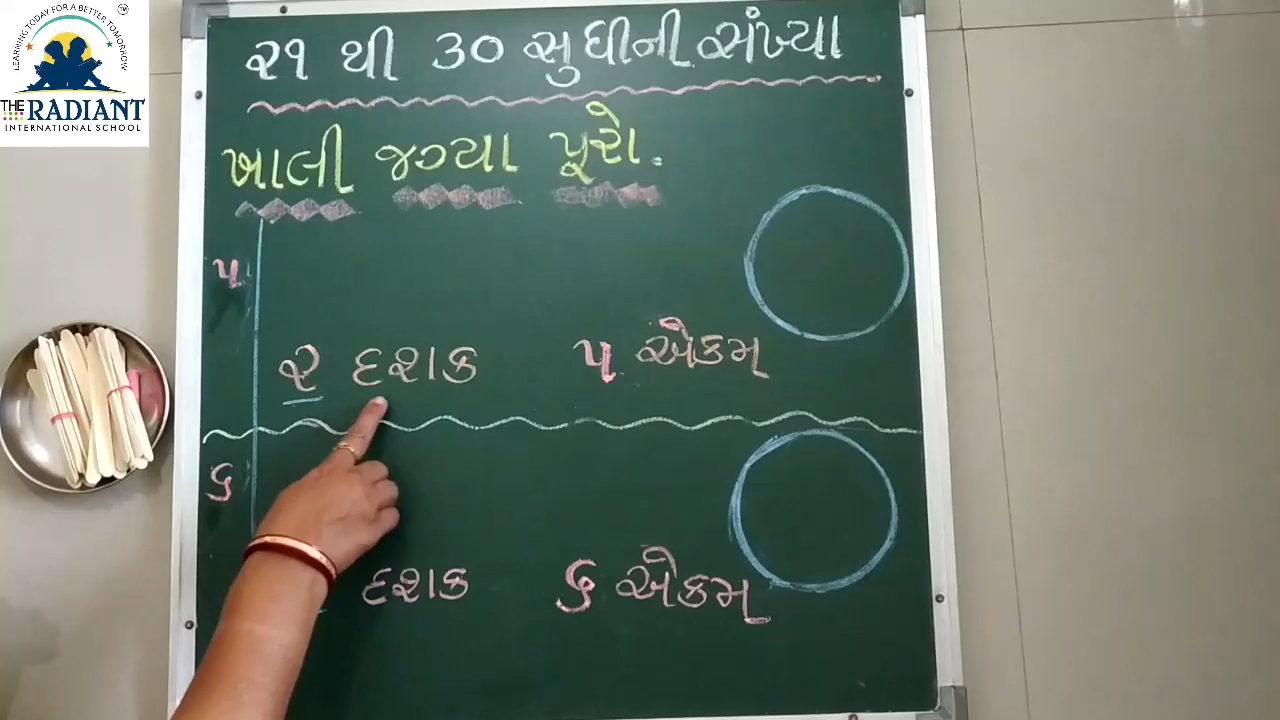 LEARNING TODAY FOR A BETTER TOMORROW
THE RADIANT
INTERNATIONAL SCHOOL
૨૧ થી ૩૦ સુધીની સંખ્યા
ખાલી જગ્યા પૂરો.
૫
૨ દશક ૫ એકમ
૬
દશક ૬ એકમ